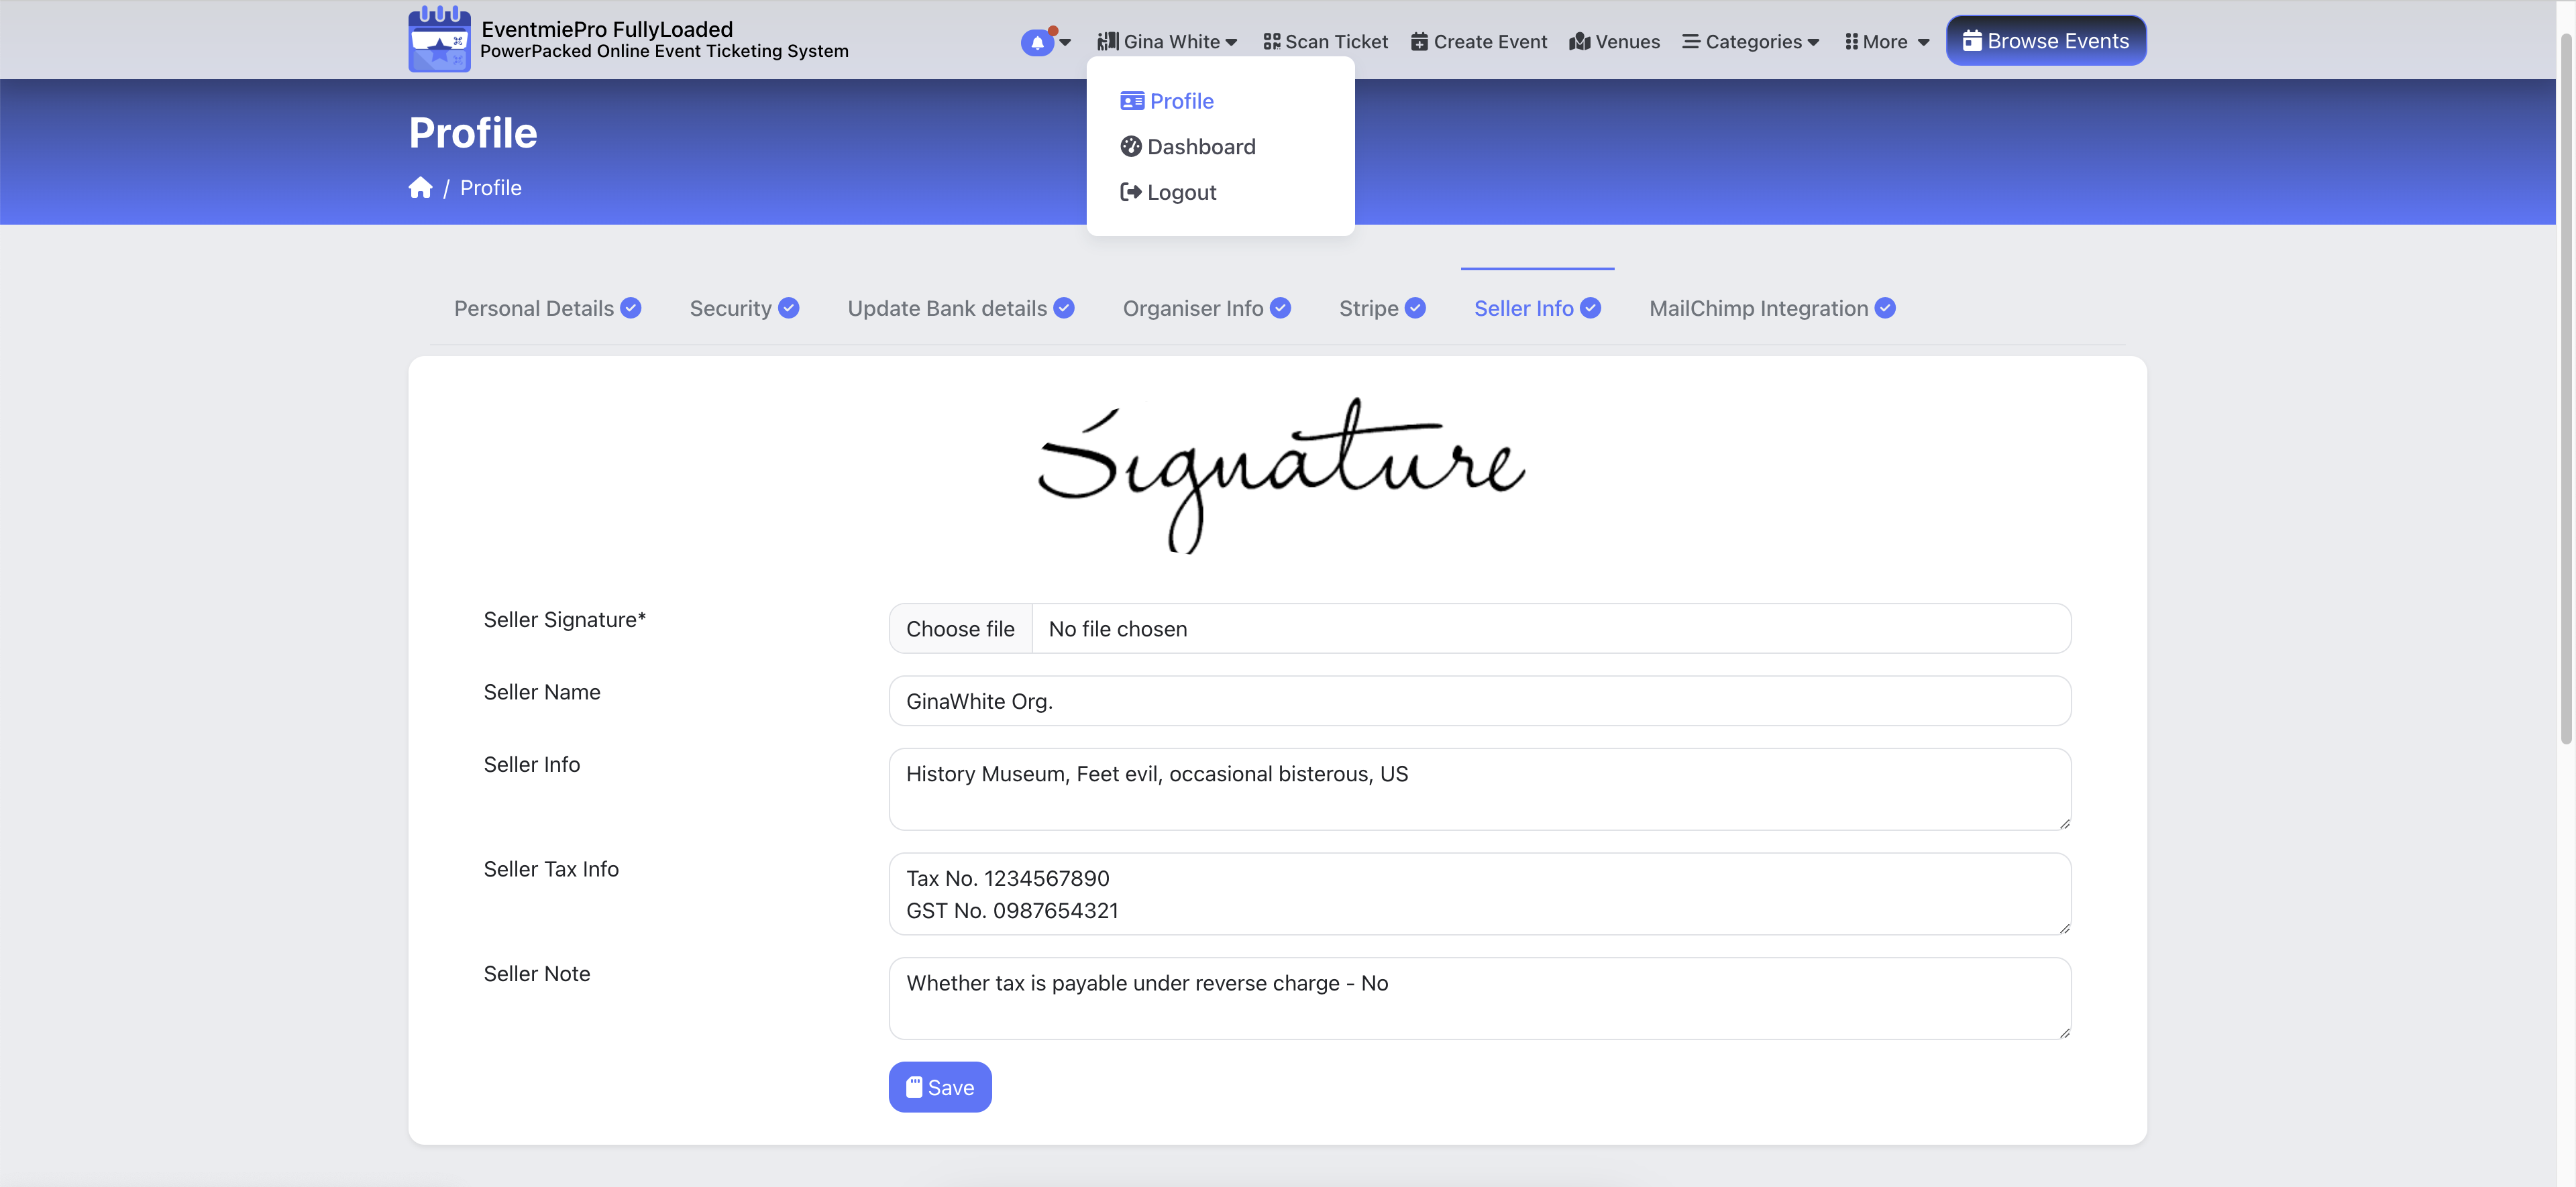 EventmiePro FullyLoaded
PowerPacked Online Event Ticketing System
Gina White
Scan Ticket
Create Event
Venues
Categories
More
Browse Events
Profile
Dashboard
Logout
Profile
/ Profile
Personal Details
Security
Update Bank details
Organiser Info
Stripe
Seller Info
MailChimp Integration
Signature
Seller Signature*
Choose file
No file chosen
Seller Name
GinaWhite Org.
Seller Info
History Museum, Feet evil, occasional bisterous, US
Seller Tax Info
Tax No. 1234567890
GST No. 0987654321
Seller Note
Whether tax is payable under reverse charge - No
Save